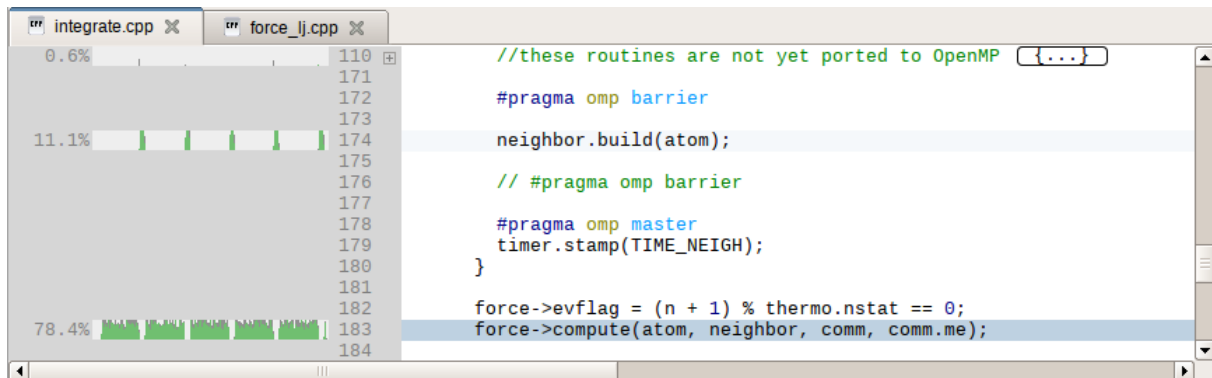 integrate.cpp force_lj.cpp
0.6% 110 //these routines are not yet ported to OpenMP {...}
171
172 #pragma omp barrier
173
11.1% 174 neighbor.build(atom);
175
176 // #pragma omp barrier
177
178 #pragma omp master
179 timer.stamp(TIME_NEIGH);
180 }
181
182 force->evflag = (n + 1) % thermo.nstat == 0;
78.4% 183 force->compute(atom, neighbor, comm, comm.me);
184